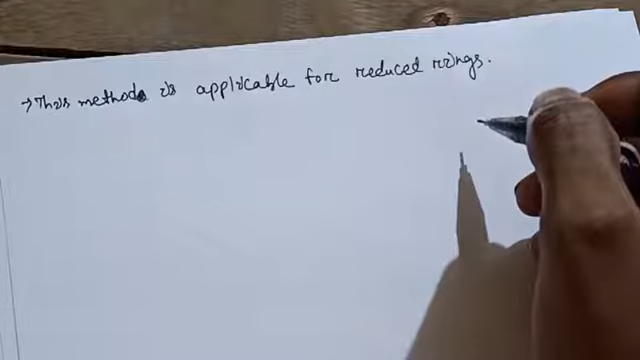 → This method is applicable for reduced rings.